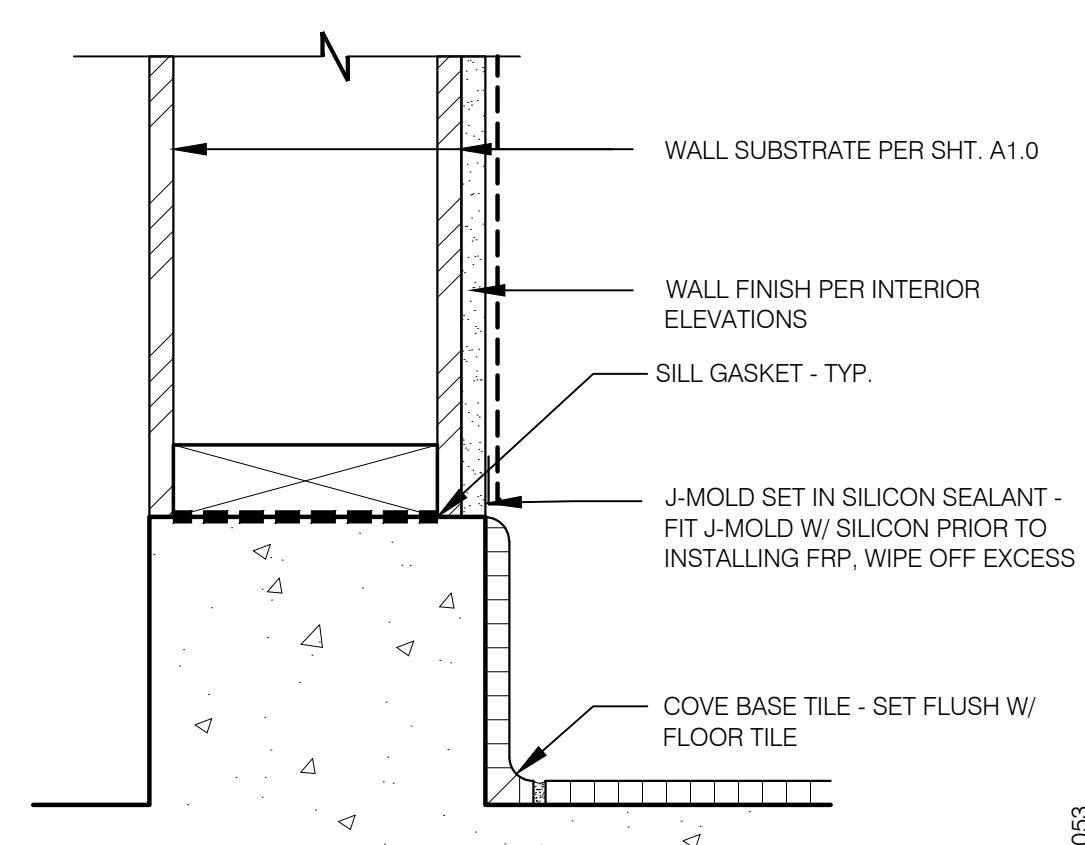 WALL SUBSTRATE PER SHT. A1.0
WALL FINISH PER INTERIOR
ELEVATIONS
SILL GASKET - TYP.
J-MOLD SET IN SILICON SEALANT -
FIT J-MOLD W/ SILICON PRIOR TO
INSTALLING FRP, WIPE OFF EXCESS
COVE BASE TILE - SET FLUSH W/
FLOOR TILE
053